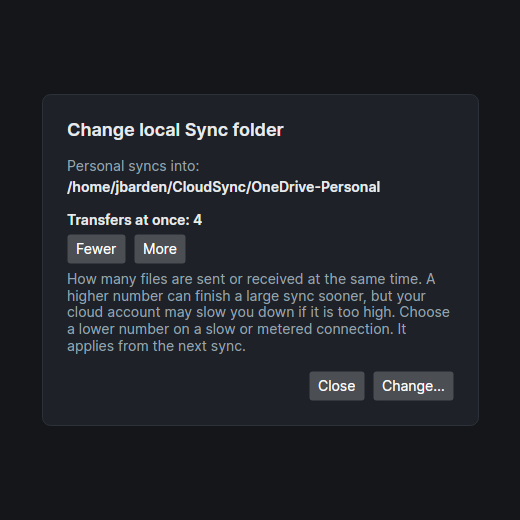 Change local Sync folder
Personal syncs into:
/home/jbarden/CloudSync/OneDrive-Personal
Transfers at once: 4
Fewer More
How many files are sent or received at the same time. A
higher number can finish a large sync sooner, but your
cloud account may slow you down if it is too high. Choose
a lower number on a slow or metered connection. It
applies from the next sync.
Close Change...